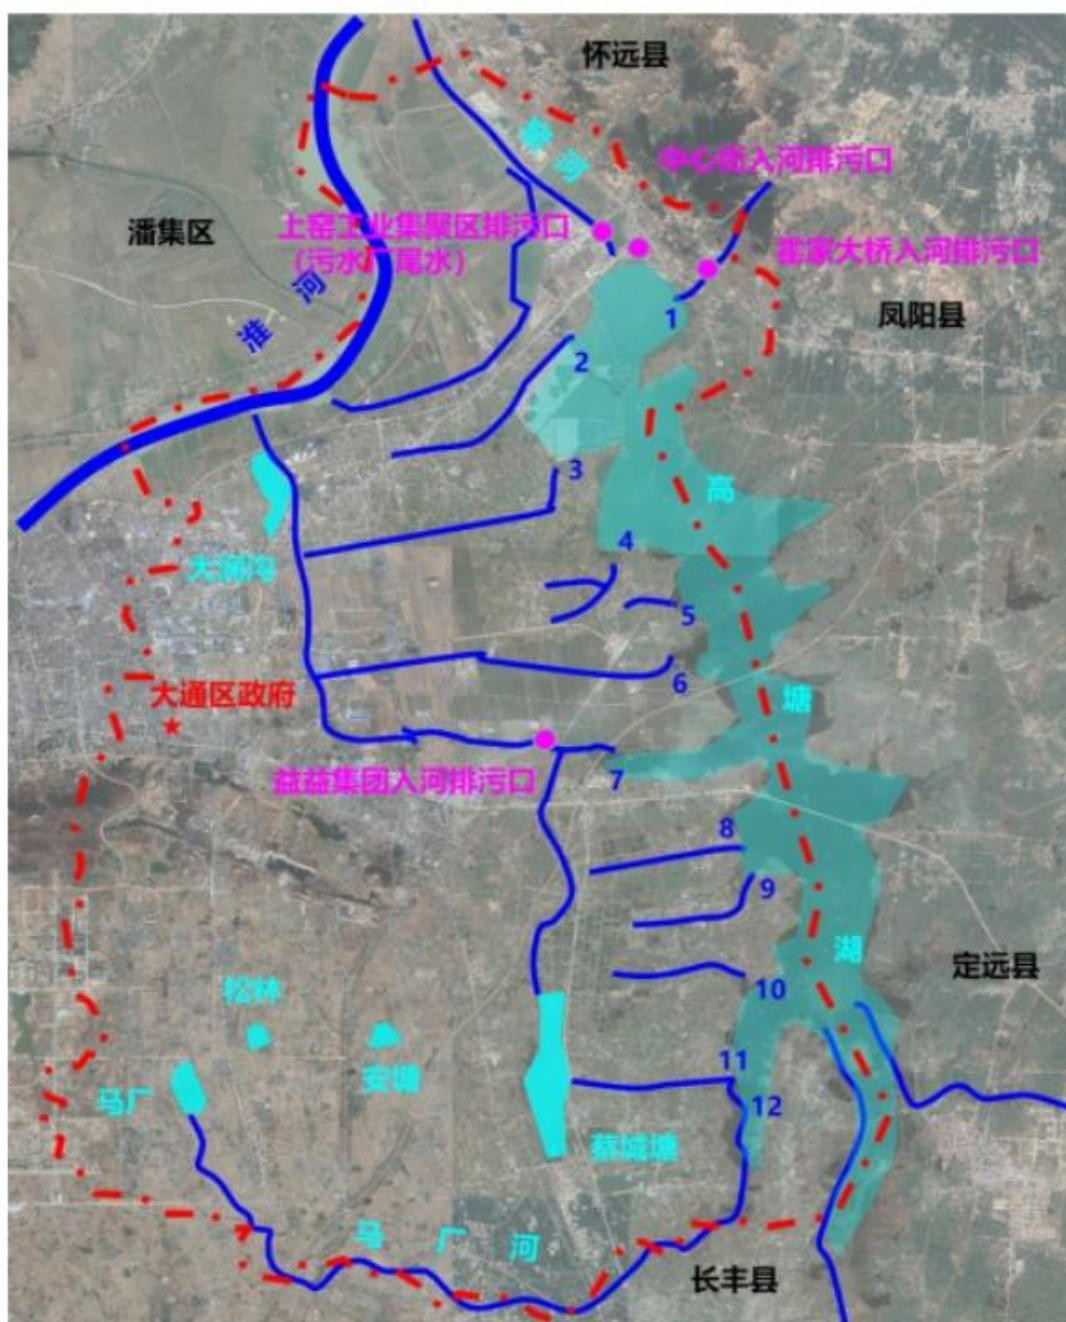 怀远县
窑河
中心街入河排污口
潘集区
上窑工业集聚区排污口
（污水厂尾水）
霍家大桥入河排污口
淮河
凤阳县
1
2
3
高
4
大涧沟
5
6
大通区政府
塘
益益集团入河排污口
7
8
9
湖
定远县
松林
10
安塘
马厂
11
12
蔡城塘
马厂河
长丰县